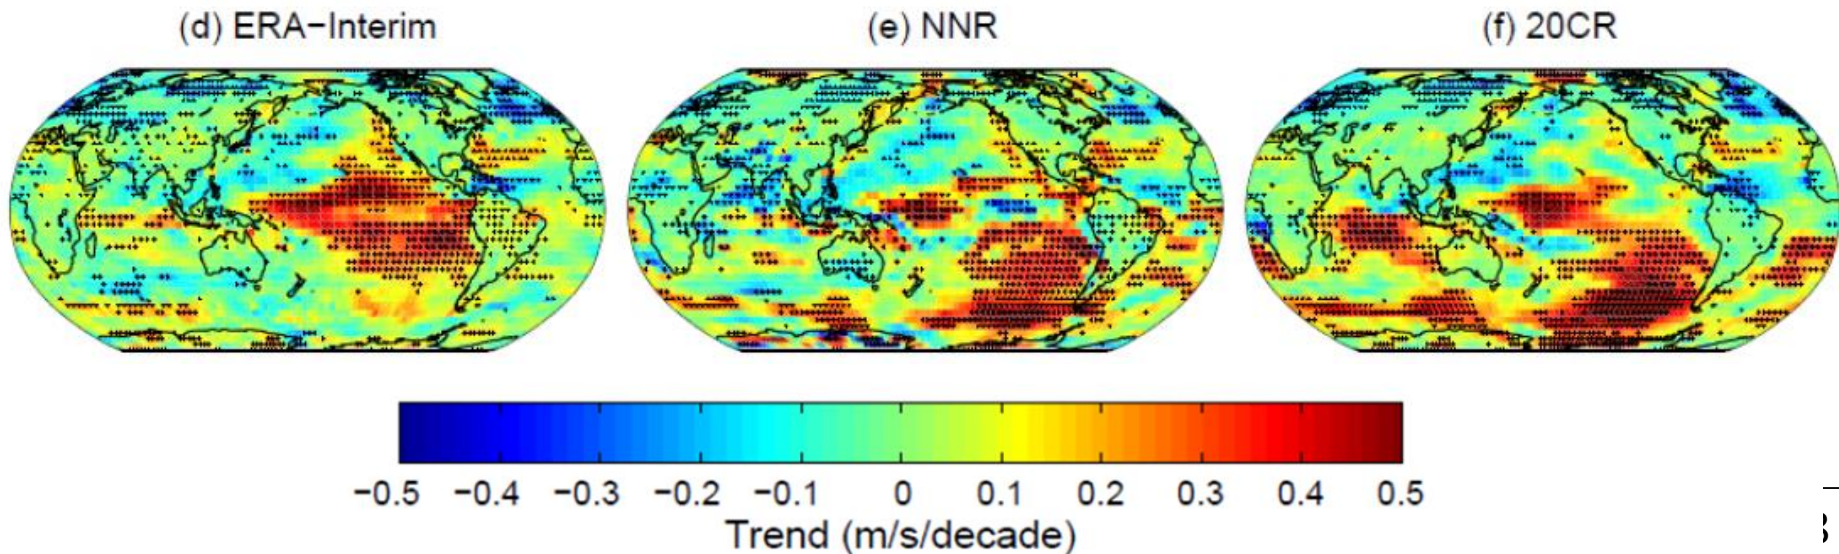 (d) ERA−Interim
(e) NNR
(f) 20CR
−0.5 −0.4 −0.3 −0.2 −0.1 0 0.1 0.2 0.3 0.4 0.5
Trend (m/s/decade)